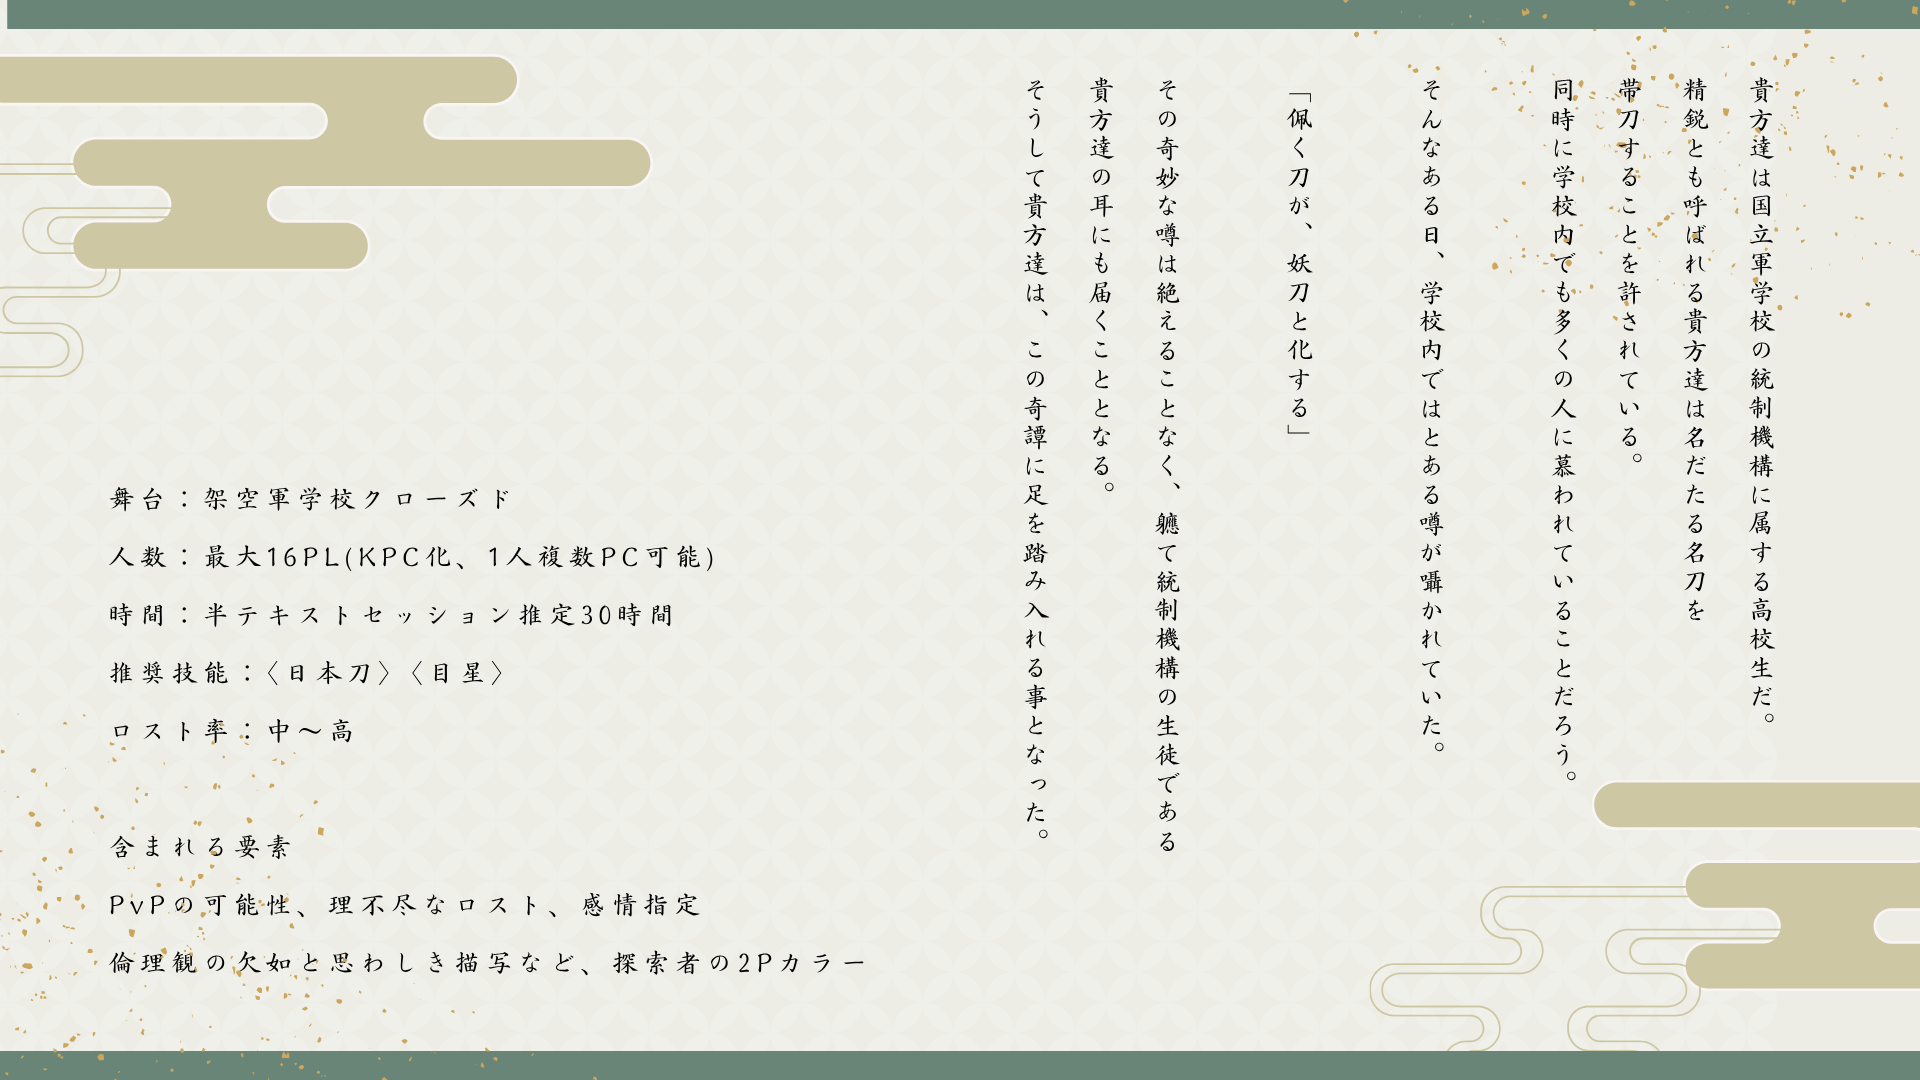 貴方達は国立軍学校の統制機構に属する高校生だ。
精鋭とも呼ばれる貴方達は名だたる名刀を
帯刀することを許されている。
同時に学校内でも多くの人に慕われていることだろう。
そんなある日、学校内ではとある噂が囁かれていた。
「佩く刀が、妖刀と化する」
その奇妙な噂は絶えることなく、軈て統制機構の生徒である
貴方達の耳にも届くこととなる。
そうして貴方達は、この奇譚に足を踏み入れる事となった。
舞台：架空軍学校クローズド
人数：最大16PL(KPC化、1人複数PC可能)
時間：半テキストセッション推定30時間
推奨技能：〈日本刀〉〈目星〉
ロスト率：中〜高
含まれる要素
PvPの可能性、理不尽なロスト、感情指定
倫理観の欠如と思わしき描写など、探索者の2Pカラー